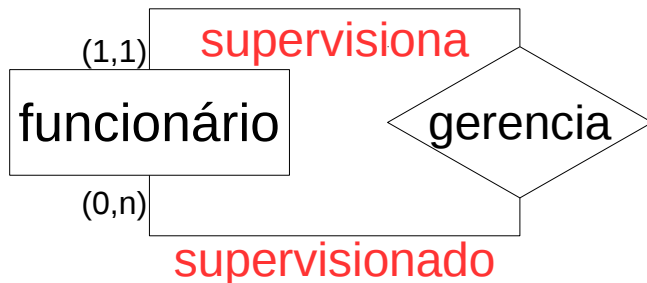 supervisiona
(1,1)
funcionário
gerencia
(0,n)
supervisionado